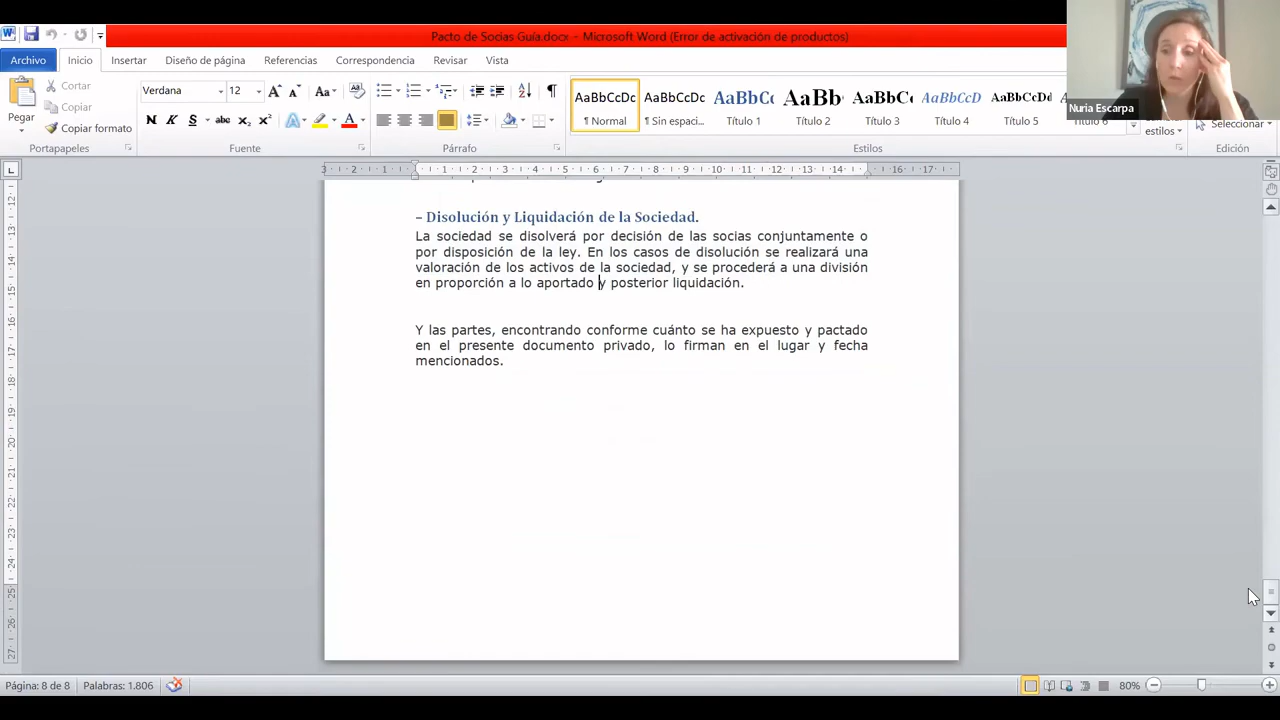 Pacto de Socias Guía.docx – Microsoft Word (Error de activación de productos)
Archivo Inicio Insertar Diseño de página Referencias Correspondencia Revisar Vista
Nuria Escarpa
Pegar
Cortar
Copiar
Copiar formato
Portapapeles
Verdana 12
Fuente
Párrafo
AaBbCcDc AaBbCcDc AaBbC AaBb AaBbC AaBbCcD AaBbCcDd
¶ Normal ¶ Sin espaci... Título 1 Título 2 Título 3 Título 4 Título 5 Título 6
Estilos
estilos
Seleccionar
Edición
– Disolución y Liquidación de la Sociedad.
La sociedad se disolverá por decisión de las socias conjuntamente o
por disposición de la ley. En los casos de disolución se realizará una
valoración de los activos de la sociedad, y se procederá a una división
en proporción a lo aportado y posterior liquidación.
Y las partes, encontrando conforme cuánto se ha expuesto y pactado
en el presente documento privado, lo firman en el lugar y fecha
mencionados.
Página: 8 de 8 Palabras: 1.806 80%